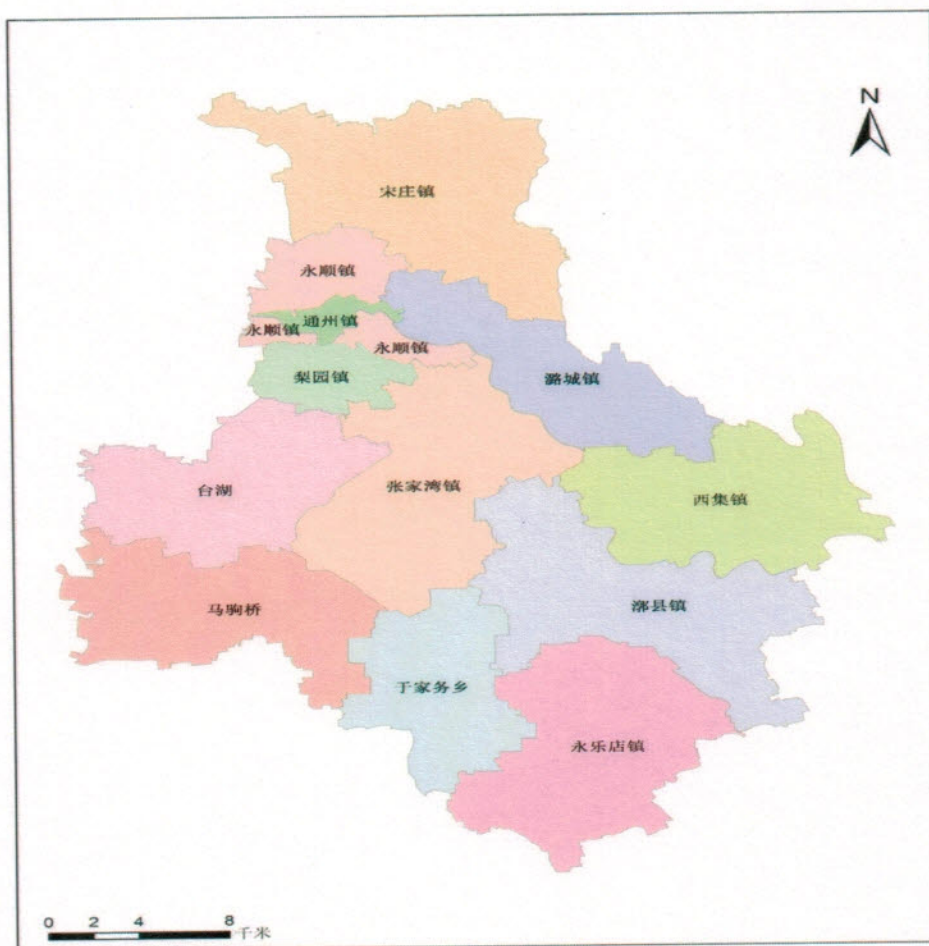 N
宋庄镇
永顺镇
通州镇
永顺镇
永顺镇
梨园镇
潞城镇
台湖
张家湾镇
西集镇
马驹桥
漷县镇
于家务乡
永乐店镇
0 2 4 8
千米